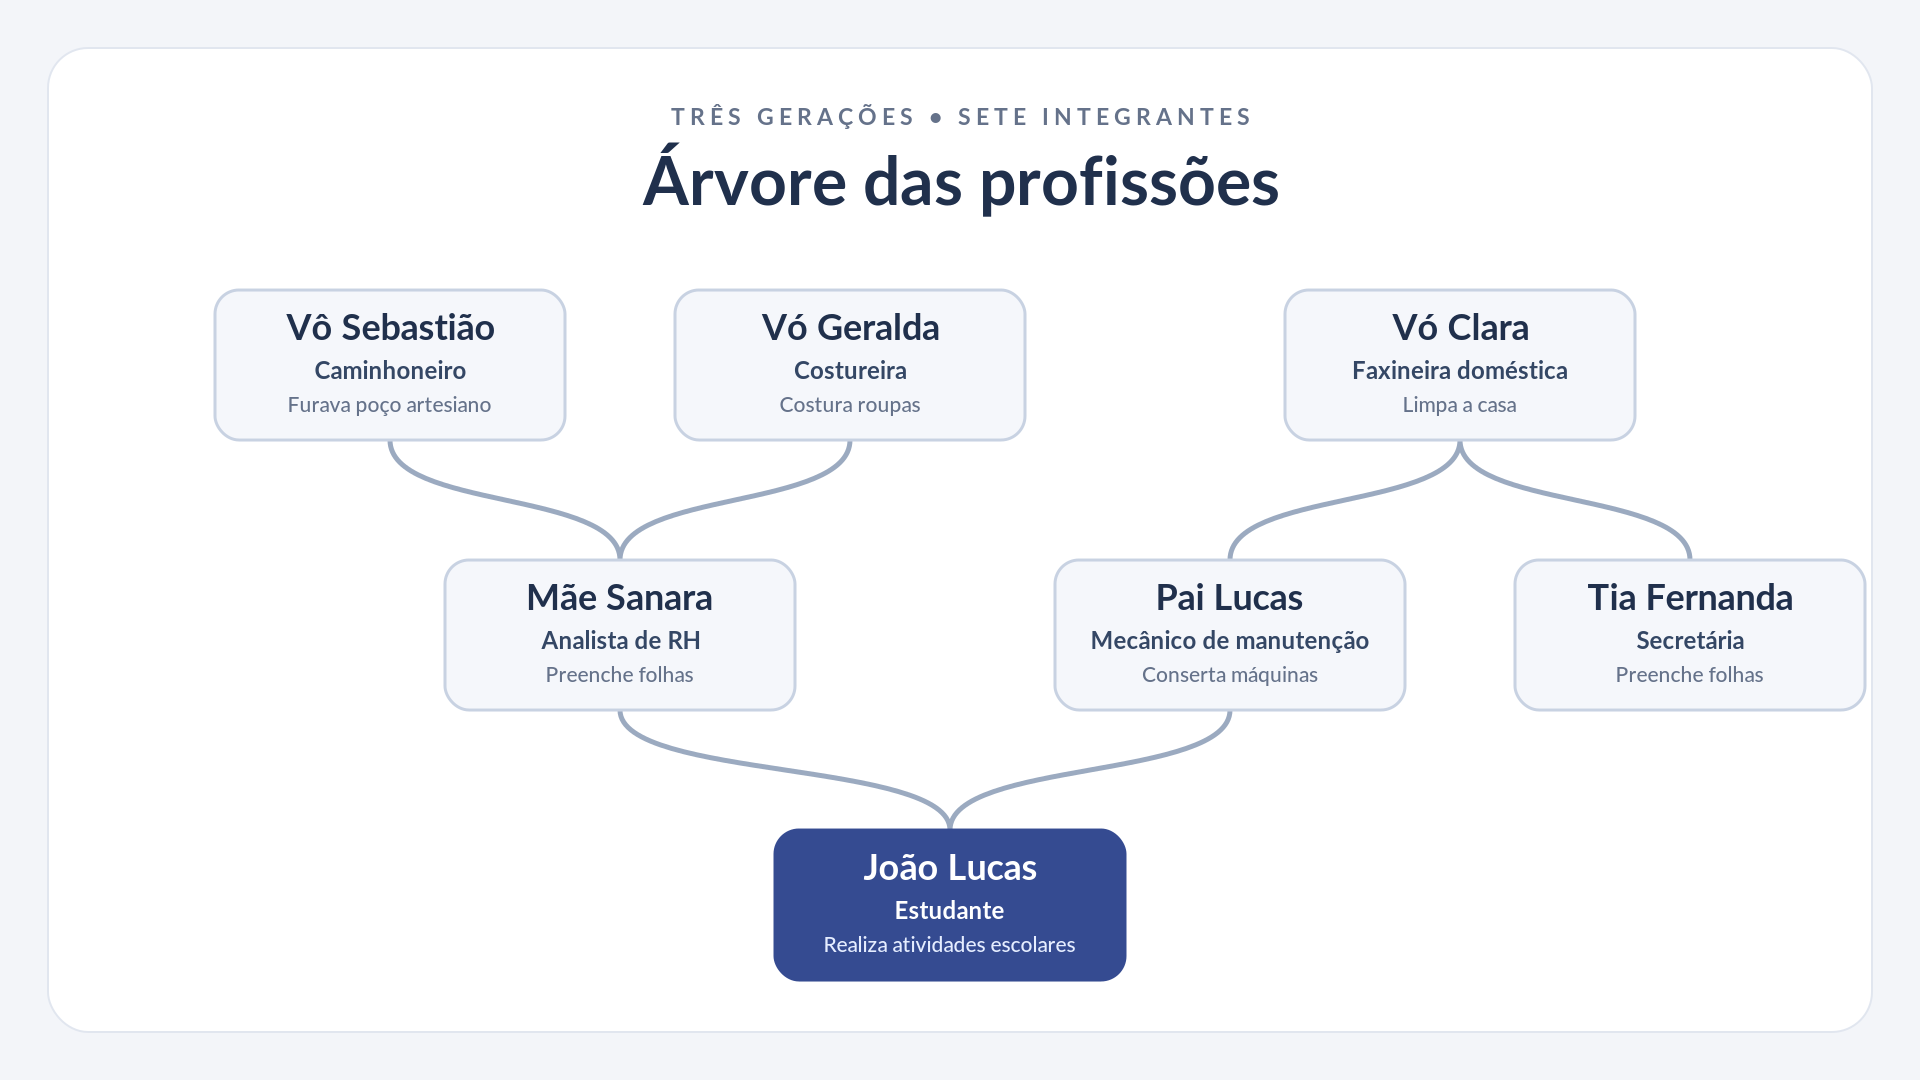 TRÊS GERAÇÕES • SETE INTEGRANTES
Árvore das profissões
Vô Sebastião
Caminhoneiro
Furava poço artesiano
Vó Geralda
Costureira
Costura roupas
Vó Clara
Faxineira doméstica
Limpa a casa
Mãe Sanara
Analista de RH
Preenche folhas
Pai Lucas
Mecânico de manutenção
Conserta máquinas
Tia Fernanda
Secretária
Preenche folhas
João Lucas
Estudante
Realiza atividades escolares